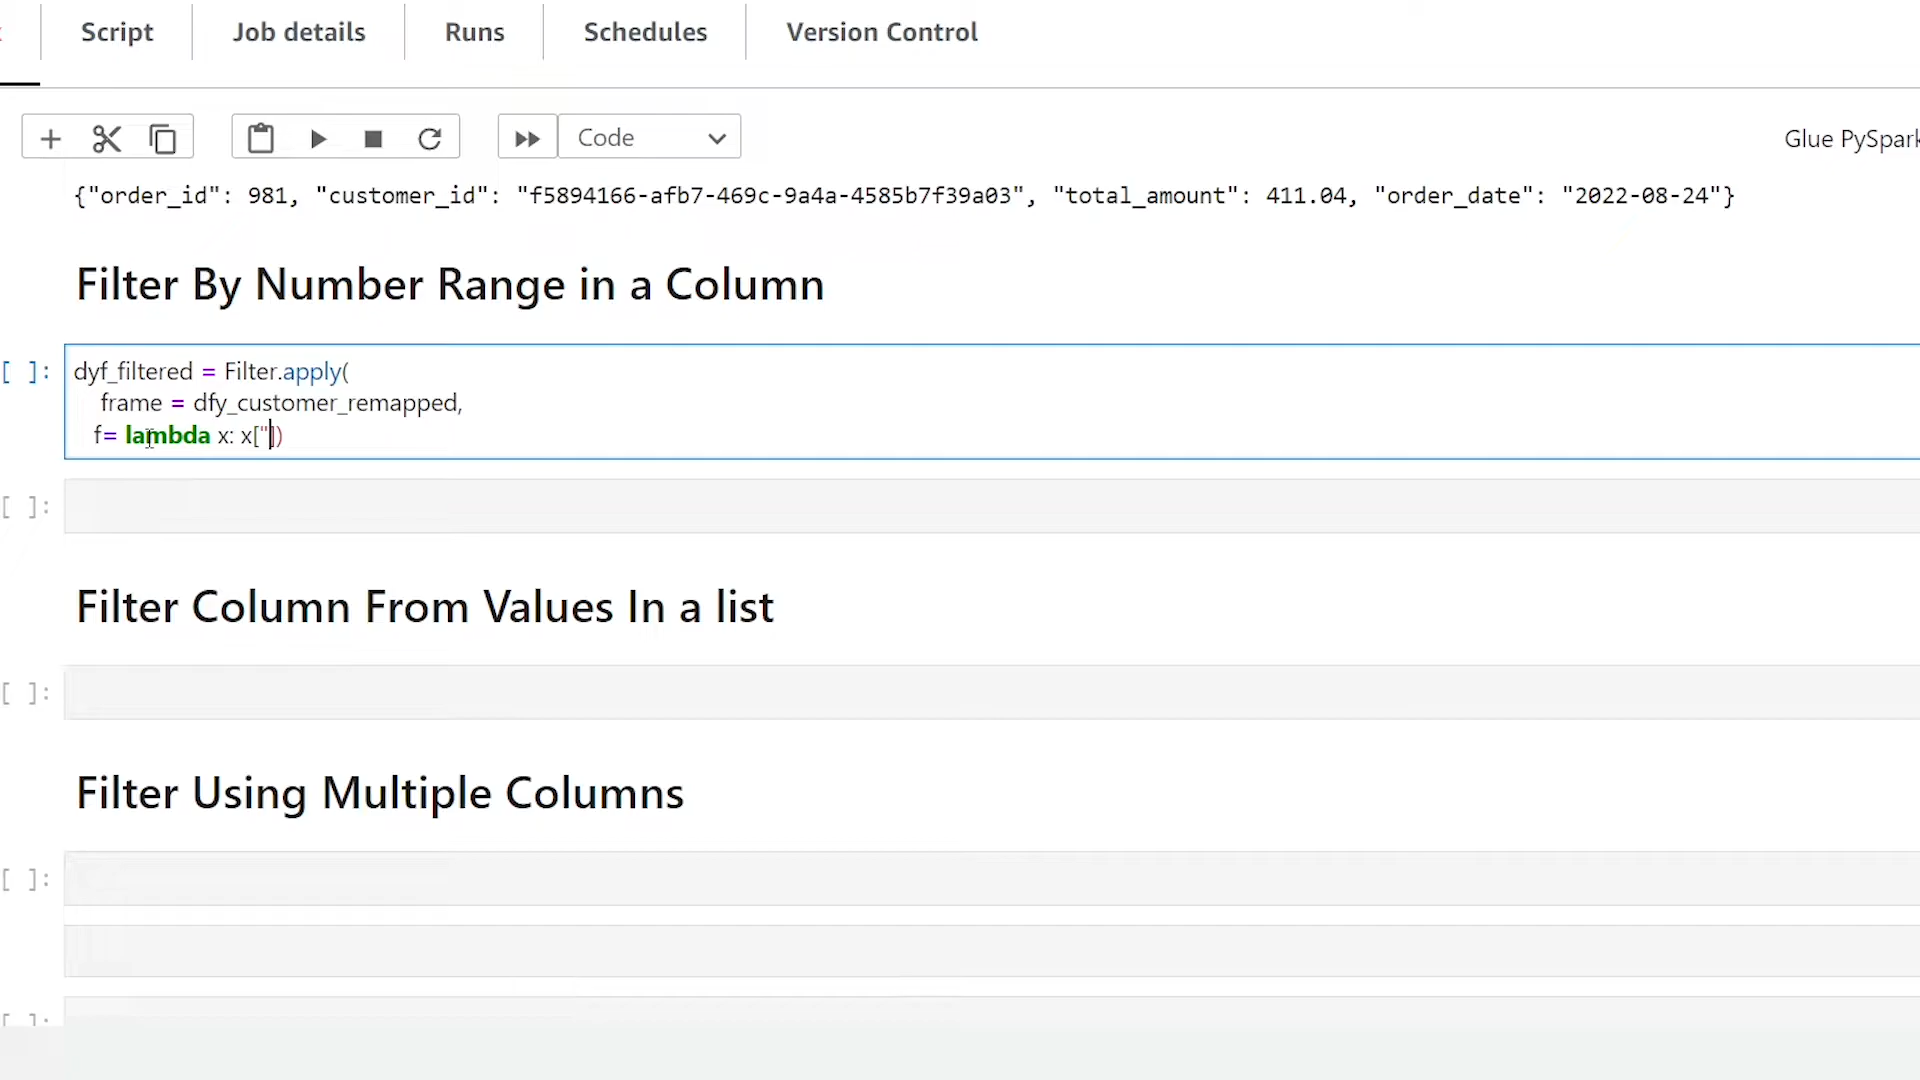 Script Job details Runs Schedules Version Control
Code Glue PySpark
{"order_id": 981, "customer_id": "f5894166-afb7-469c-9a4a-4585b7f39a03", "total_amount": 411.04, "order_date": "2022-08-24"}
Filter By Number Range in a Column
[ ]: dyf_filtered = Filter.apply(
frame = dfy_customer_remapped,
f= lambda x: x["])
[ ]:
Filter Column From Values In a list
[ ]:
Filter Using Multiple Columns
[ ]:
[ ]: